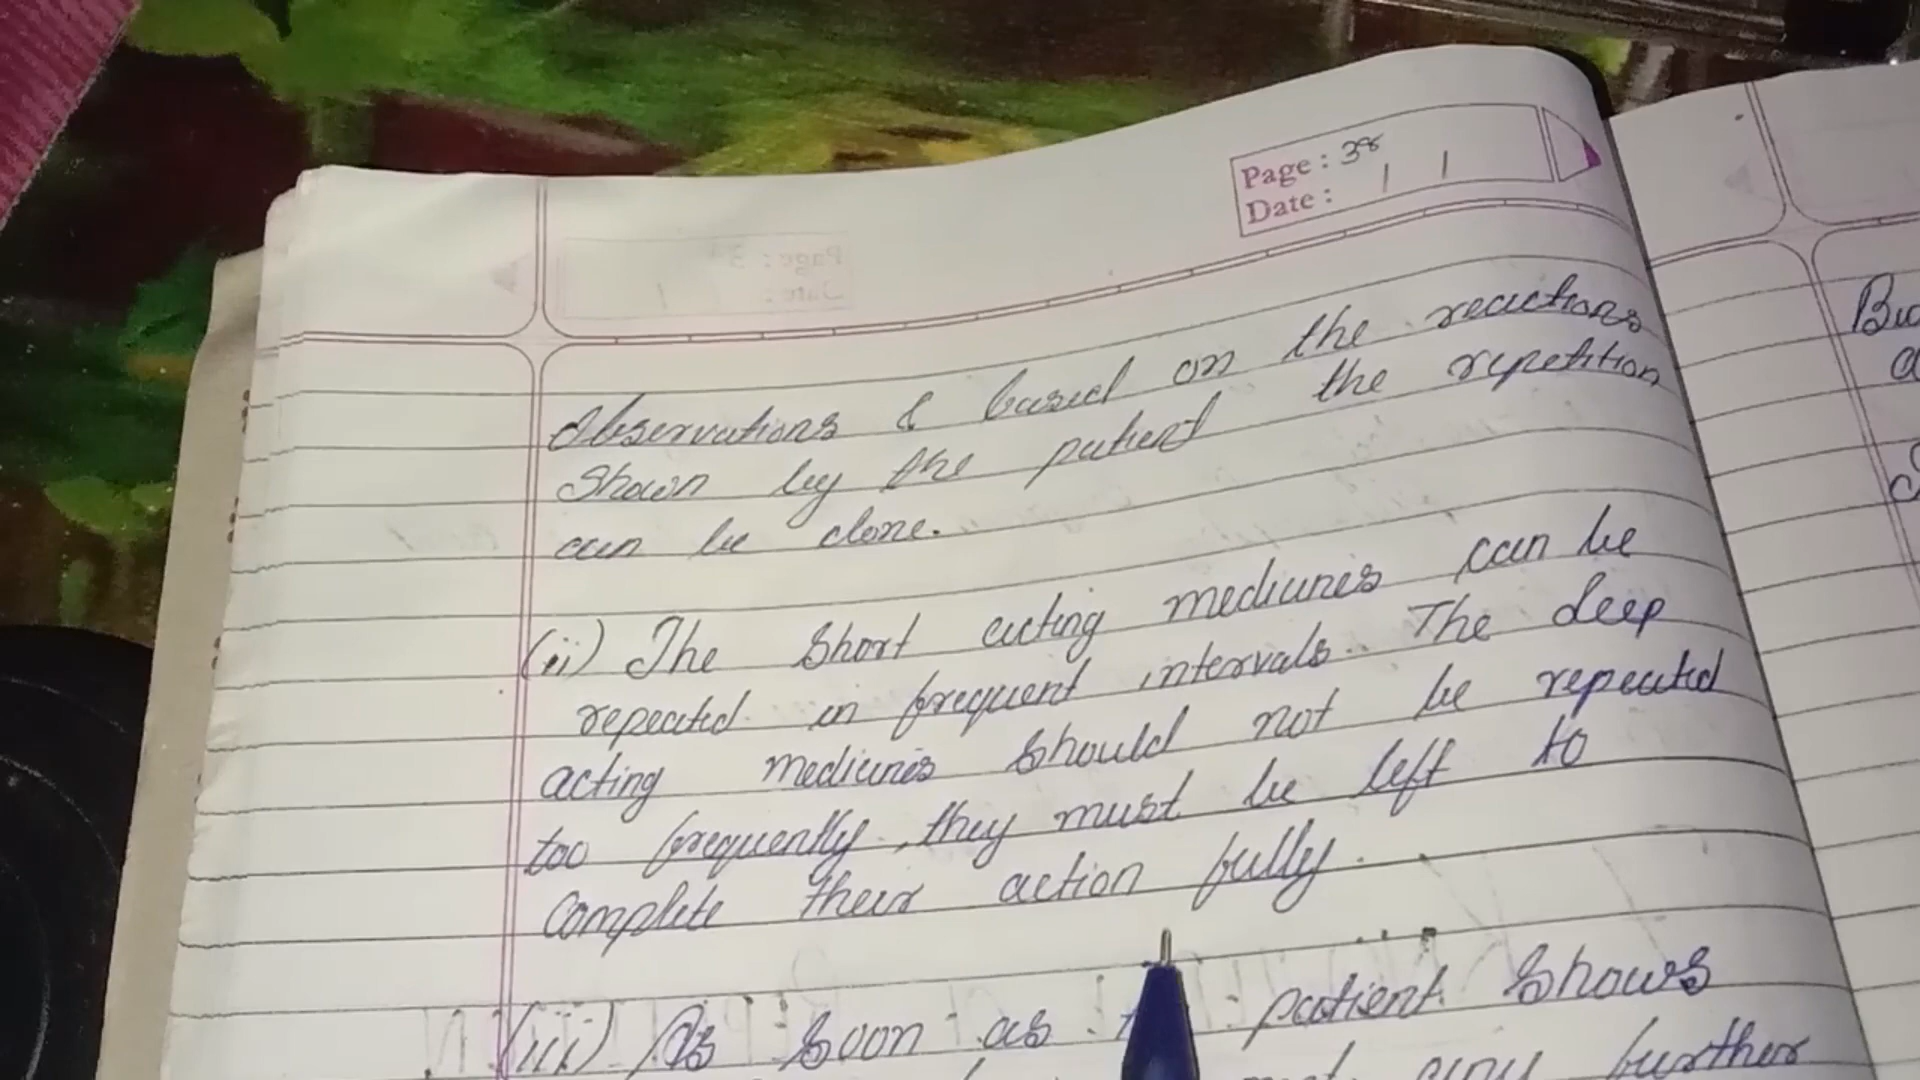 Page : 38
Date : / /
Observations & based on the reactions
Shown by the patient the repetition
can be done.
(ii) The Short acting medicines can be
repeated in frequent intervals. The deep
acting medicines Should not be repeated
too frequently, they must be left to
Complete their action fully.
(iii) As Soon as patient Shows
any further